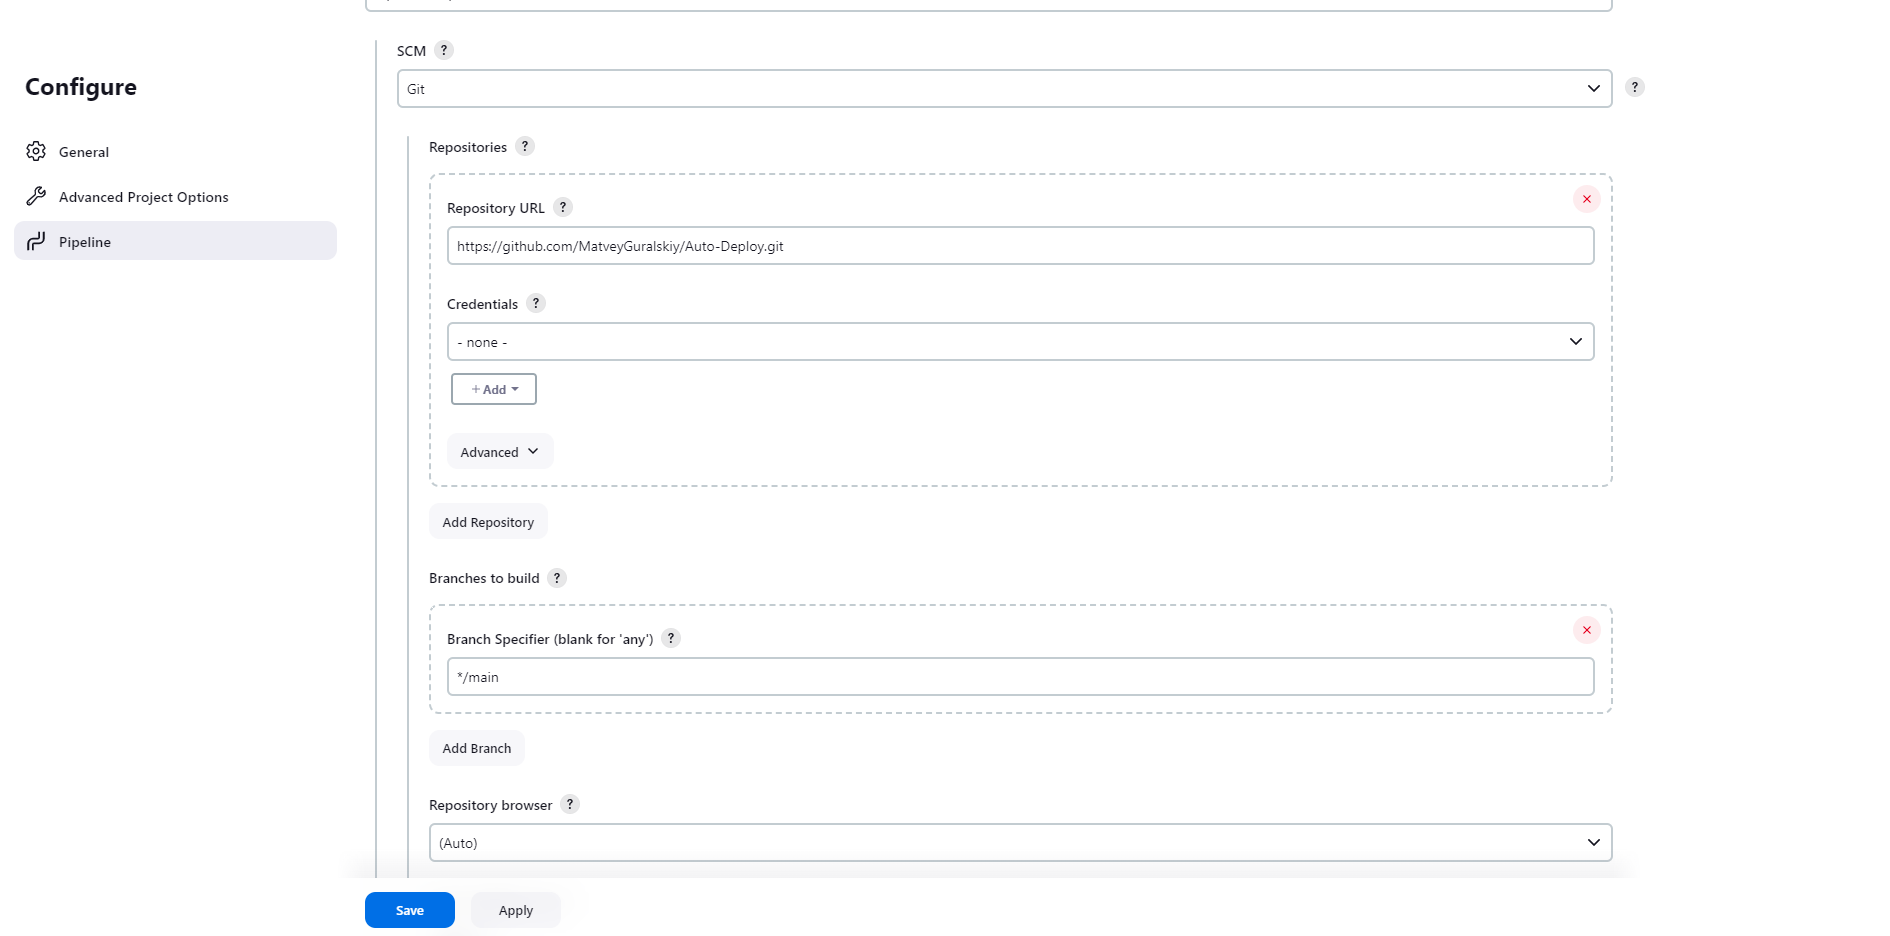 SCM ?
Configure
Git
?
General
Repositories ?
Advanced Project Options
Repository URL ?
Pipeline
https://github.com/MatveyGuralskiy/Auto-Deploy.git
Credentials ?
- none -
+ Add
Advanced
Add Repository
Branches to build ?
Branch Specifier (blank for 'any') ?
*/main
Add Branch
Repository browser ?
(Auto)
Save
Apply